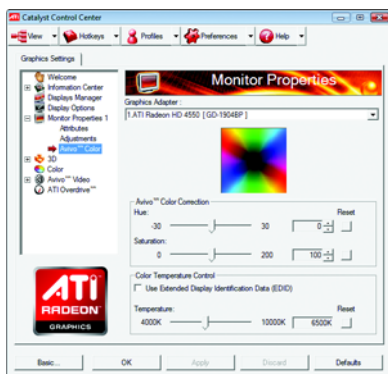 ATI Catalyst Control Center
View Hotkeys Profiles Preferences Help
Graphics Settings
Welcome
Information Center
Displays Manager
Display Options
Monitor Properties 1
Attributes
Adjustments
Avivo™ Color
3D
Color
Avivo™ Video
ATI Overdrive™
ATI
RADEON
GRAPHICS
Monitor Properties
Graphics Adapter:
1.ATI Radeon HD 4550 [ GD-1904BP ]
Avivo™ Color Correction
Hue: Reset
-30 30 0
Saturation:
0 200 100
Color Temperature Control
Use Extended Display Identification Data (EDID)
Temperature: Reset
4000K 10000K 6500K
Basic... OK Apply Discard Defaults